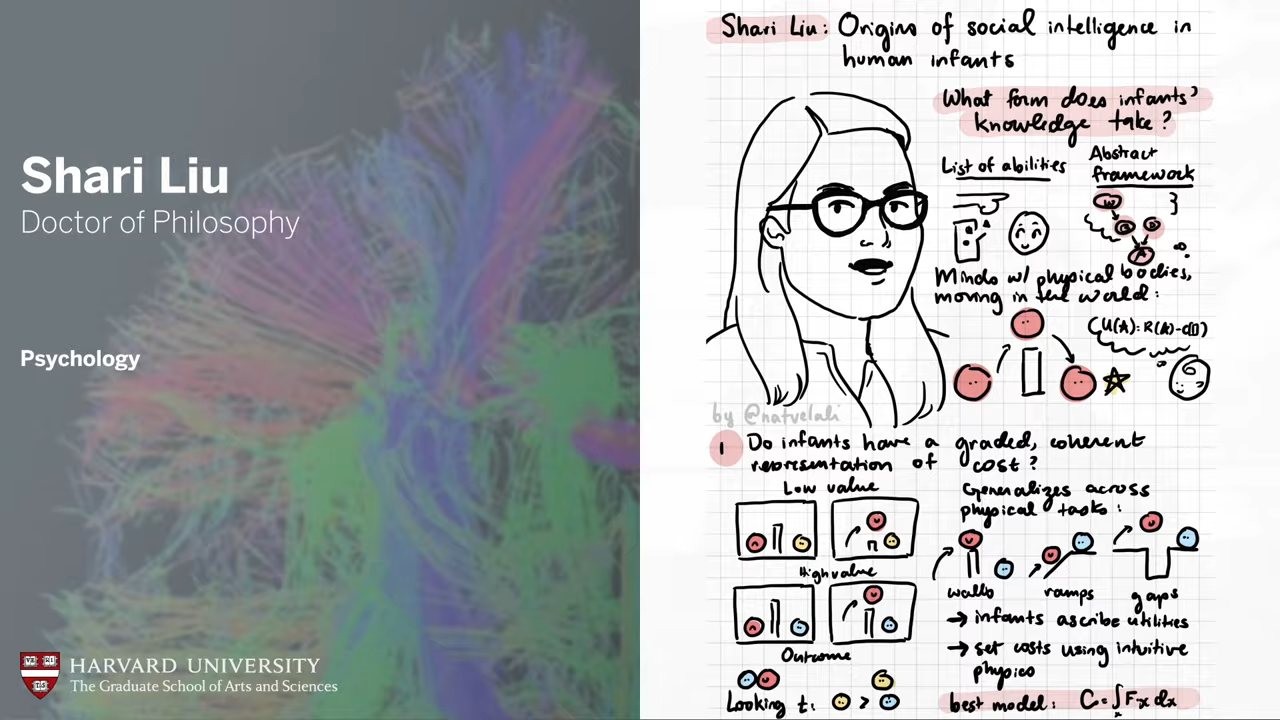 Shari Liu
Doctor of Philosophy
Psychology
HARVARD UNIVERSITY
The Graduate School of Arts and Sciences
Shari Liu: Origins of social intelligence in
human infants
What form does infants'
knowledge take?
List of abilities
Abstract
framework
Minds w/ physical bodies,
moving in the world:
U(A):R(A)-C(A)
by @natvelali
1 Do infants have a graded, coherent
representation of cost?
Low value
High value
Outcome
Looking t: >
Generalizes across
physical tasks:
walls
ramps
gaps
→ infants ascribe utilities
→ set costs using intuitive
physics
best model: C=∫Fx dx